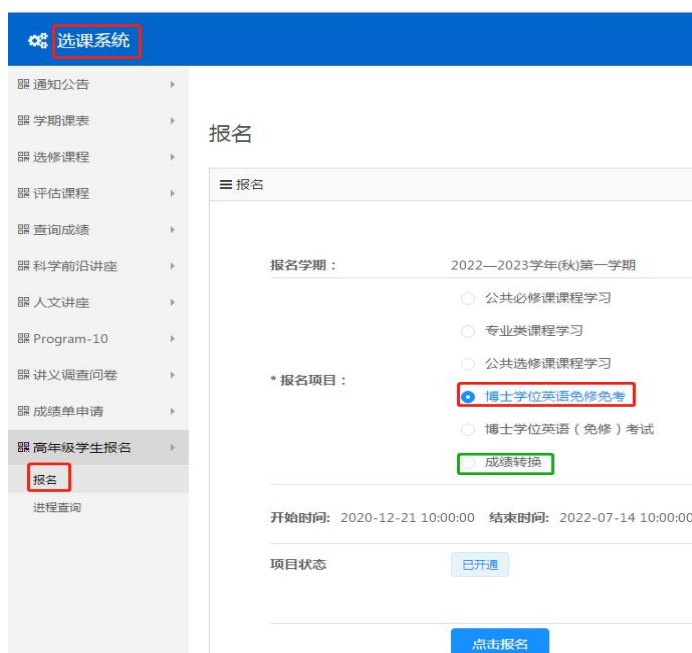 选课系统
通知公告
学期课表
选修课程
评估课程
查询成绩
科学前沿讲座
人文讲座
Program-10
讲义调查问卷
成绩单申请
高年级学生报名
报名
进程查询
报名
报名
报名学期：
2022—2023学年(秋)第一学期
* 报名项目：
公共必修课课程学习
专业类课程学习
公共选修课课程学习
博士学位英语免修免考
博士学位英语（免修）考试
成绩转换
开始时间: 2020-12-21 10:00:00 结束时间: 2022-07-14 10:00:00
项目状态
已开通
点击报名